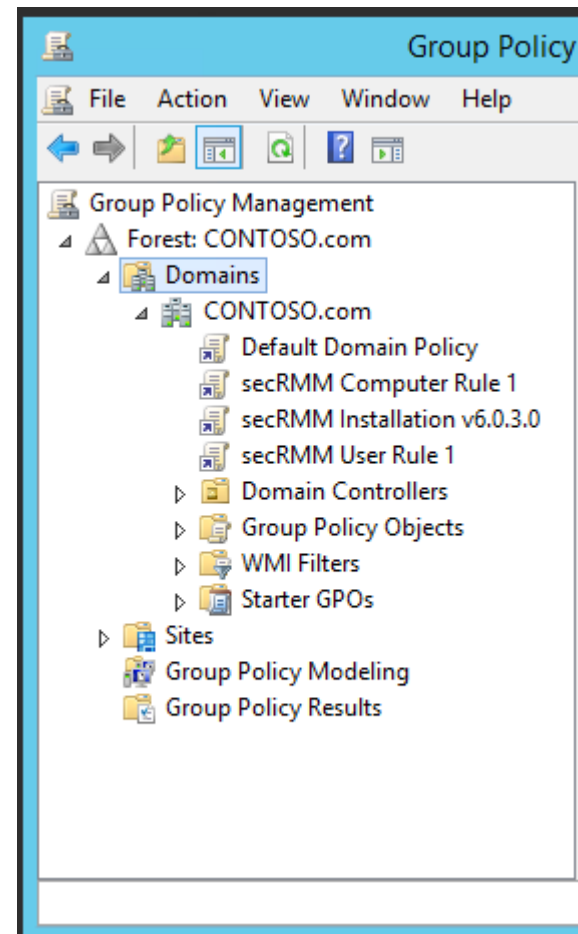 Group Policy
File Action View Window Help
Group Policy Management
Forest: CONTOSO.com
Domains
CONTOSO.com
Default Domain Policy
secRMM Computer Rule 1
secRMM Installation v6.0.3.0
secRMM User Rule 1
Domain Controllers
Group Policy Objects
WMI Filters
Starter GPOs
Sites
Group Policy Modeling
Group Policy Results